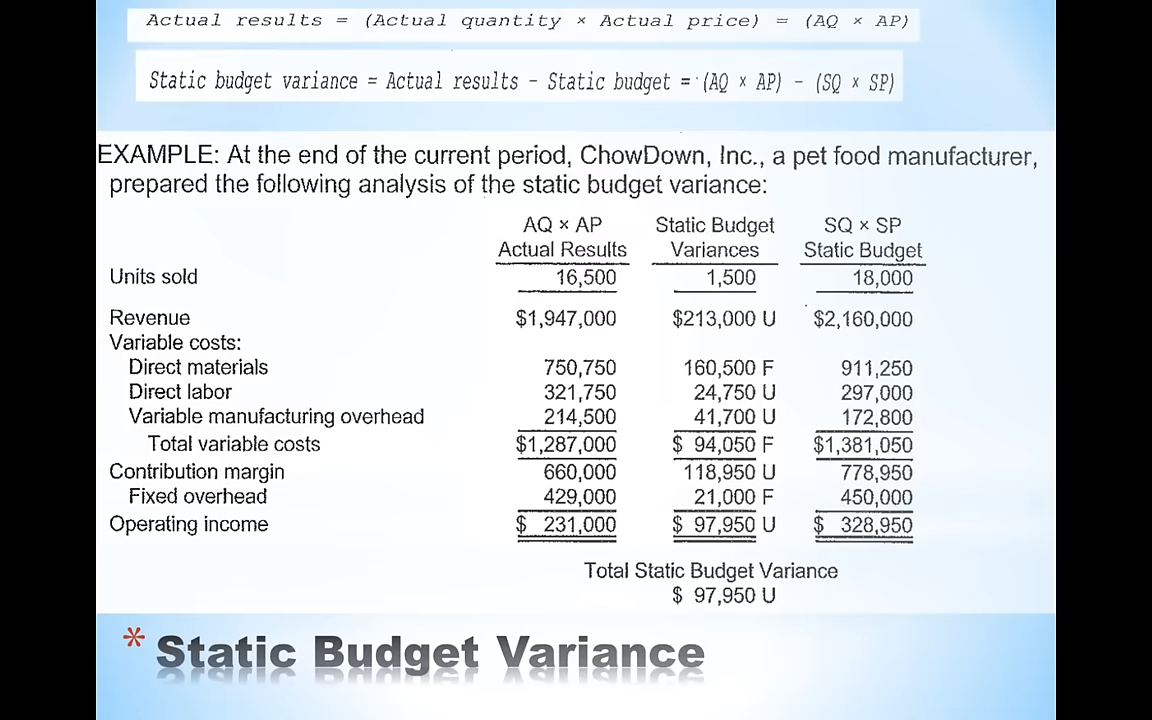 Actual results = (Actual quantity × Actual price) = (AQ × AP)
Static budget variance = Actual results − Static budget = (AQ × AP) − (SQ × SP)
EXAMPLE: At the end of the current period, ChowDown, Inc., a pet food manufacturer,
prepared the following analysis of the static budget variance:
AQ × AP Static Budget SQ × SP
Actual Results Variances Static Budget
Units sold 16,500 1,500 18,000
Revenue $1,947,000 $213,000 U $2,160,000
Variable costs:
Direct materials 750,750 160,500 F 911,250
Direct labor 321,750 24,750 U 297,000
Variable manufacturing overhead 214,500 41,700 U 172,800
Total variable costs $1,287,000 $ 94,050 F $1,381,050
Contribution margin 660,000 118,950 U 778,950
Fixed overhead 429,000 21,000 F 450,000
Operating income $ 231,000 $ 97,950 U $ 328,950
Total Static Budget Variance
$ 97,950 U
* Static Budget Variance